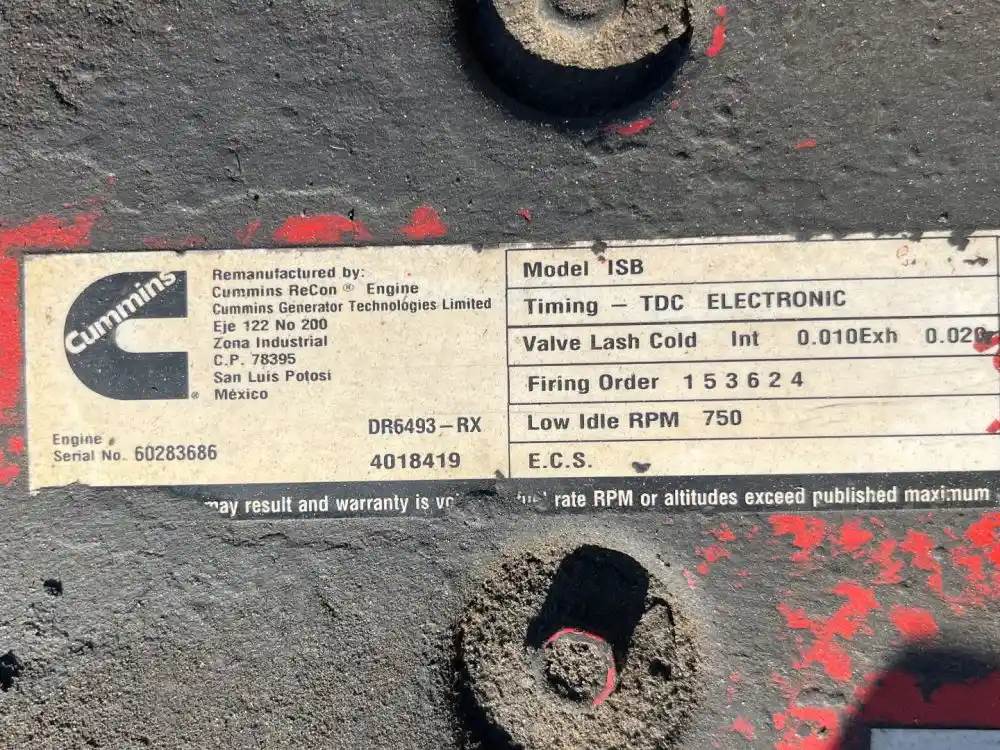 Cummins
Remanufactured by:
Cummins ReCon ® Engine
Cummins Generator Technologies Limited
Eje 122 No 200
Zona Industrial
C.P. 78395
San Luis Potosi
México
®
DR6493-RX
Engine
Serial No. 60283686
4018419
Model ISB
Timing - TDC ELECTRONIC
Valve Lash Cold Int 0.010Exh 0.020
Firing Order 1 5 3 6 2 4
Low Idle RPM 750
E.C.S.
may result and warranty is rate RPM or altitudes exceed published maximum